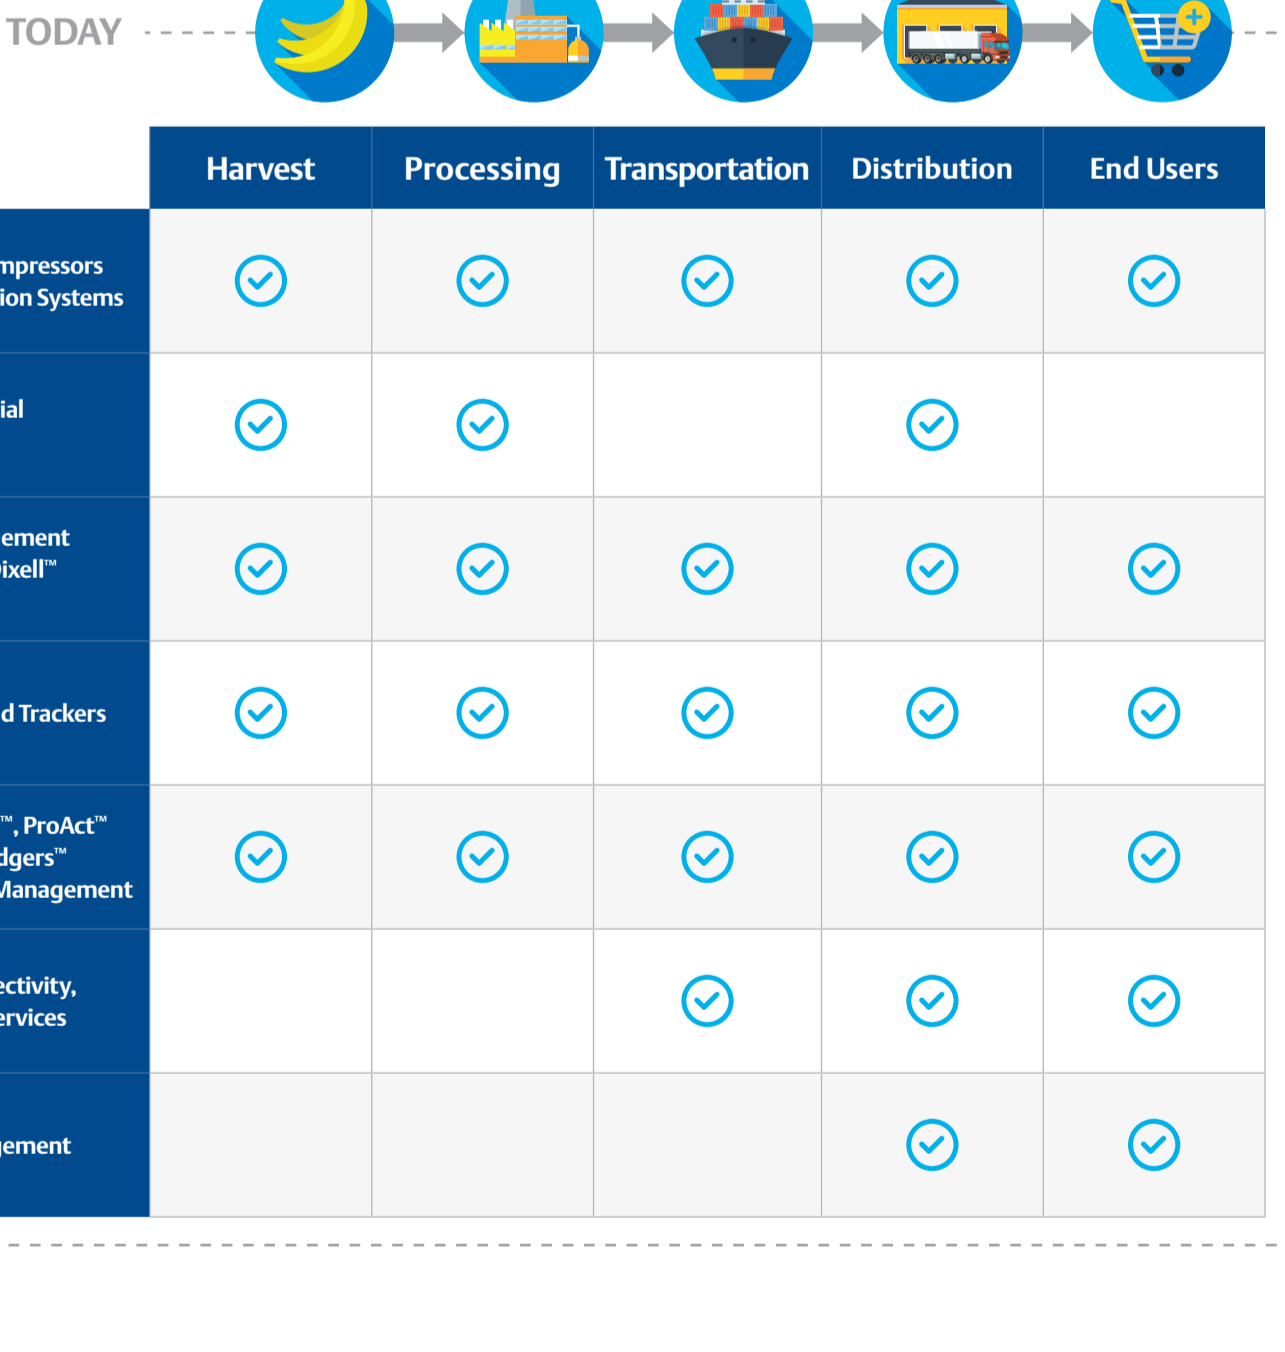 TODAY
Harvest Processing Transportation Distribution End Users
mpressors
ion Systems
ial
ement
ixell™
d Trackers
™, ProAct™
dgers™
Management
ectivity,
ervices
gement